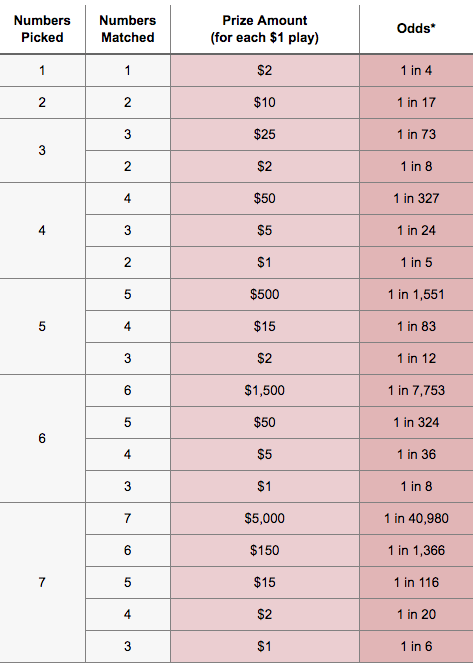 Numbers Picked Numbers Matched Prize Amount (for each $1 play) Odds*
1 1 $2 1 in 4
2 2 $10 1 in 17
3 3 $25 1 in 73
2 $2 1 in 8
4 4 $50 1 in 327
3 $5 1 in 24
2 $1 1 in 5
5 5 $500 1 in 1,551
4 $15 1 in 83
3 $2 1 in 12
6 6 $1,500 1 in 7,753
5 $50 1 in 324
4 $5 1 in 36
3 $1 1 in 8
7 7 $5,000 1 in 40,980
6 $150 1 in 1,366
5 $15 1 in 116
4 $2 1 in 20
3 $1 1 in 6